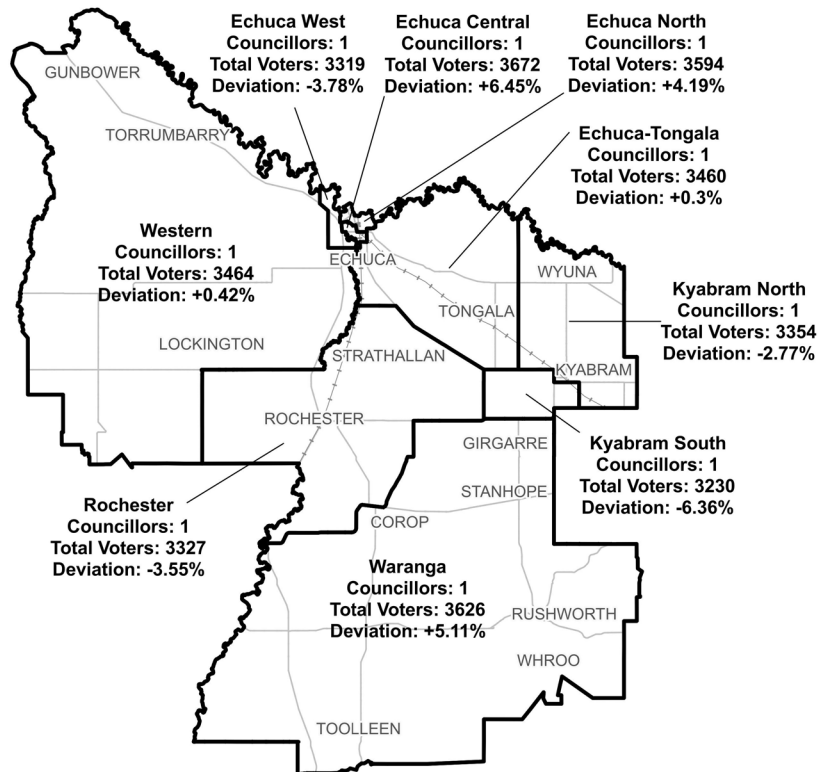 Echuca West
Councillors: 1
Total Voters: 3319
Deviation: -3.78%
Echuca Central
Councillors: 1
Total Voters: 3672
Deviation: +6.45%
Echuca North
Councillors: 1
Total Voters: 3594
Deviation: +4.19%
GUNBOWER
TORRUMBARRY
Echuca-Tongala
Councillors: 1
Total Voters: 3460
Deviation: +0.3%
Western
Councillors: 1
Total Voters: 3464
Deviation: +0.42%
ECHUCA
WYUNA
TONGALA
Kyabram North
Councillors: 1
Total Voters: 3354
Deviation: -2.77%
LOCKINGTON
STRATHALLAN
KYABRAM
ROCHESTER
GIRGARRE
Kyabram South
Councillors: 1
Total Voters: 3230
Deviation: -6.36%
STANHOPE
Rochester
Councillors: 1
Total Voters: 3327
Deviation: -3.55%
COROP
Waranga
Councillors: 1
Total Voters: 3626
Deviation: +5.11%
RUSHWORTH
WHROO
TOOLLEEN